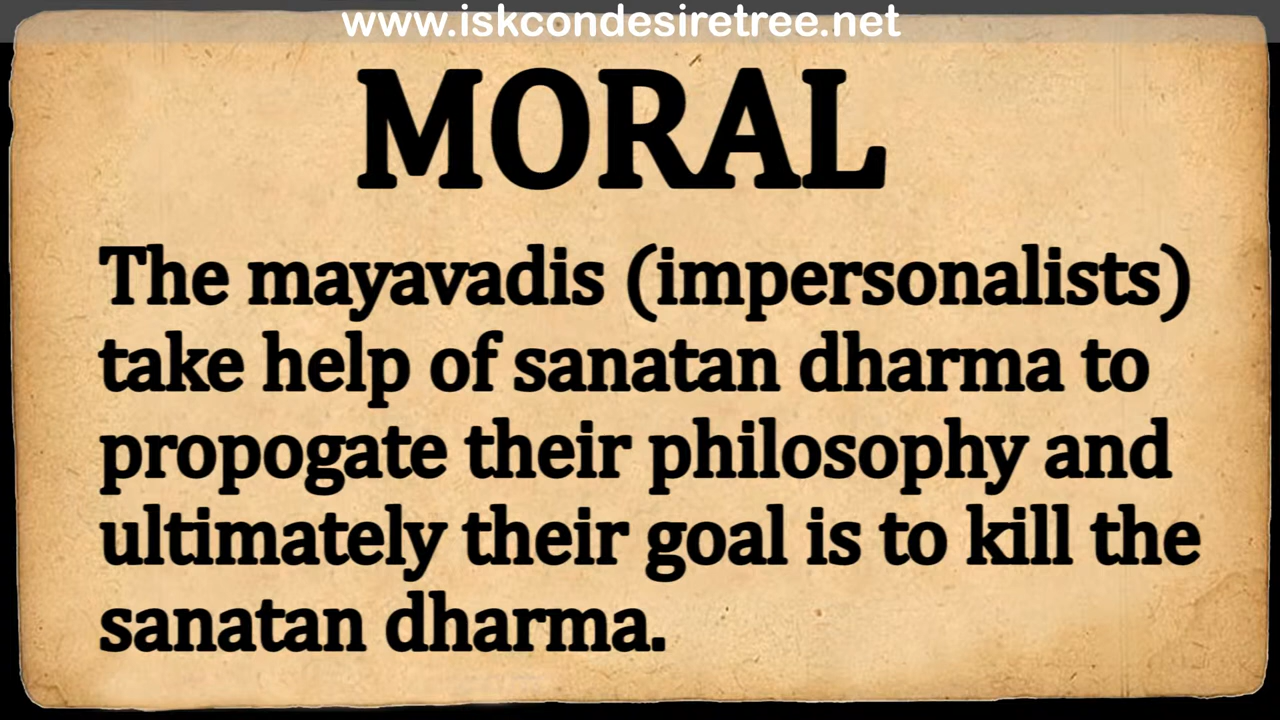 www.iskcondesiretree.net
MORAL
The mayavadis (impersonalists)
take help of sanatan dharma to
propogate their philosophy and
ultimately their goal is to kill the
sanatan dharma.